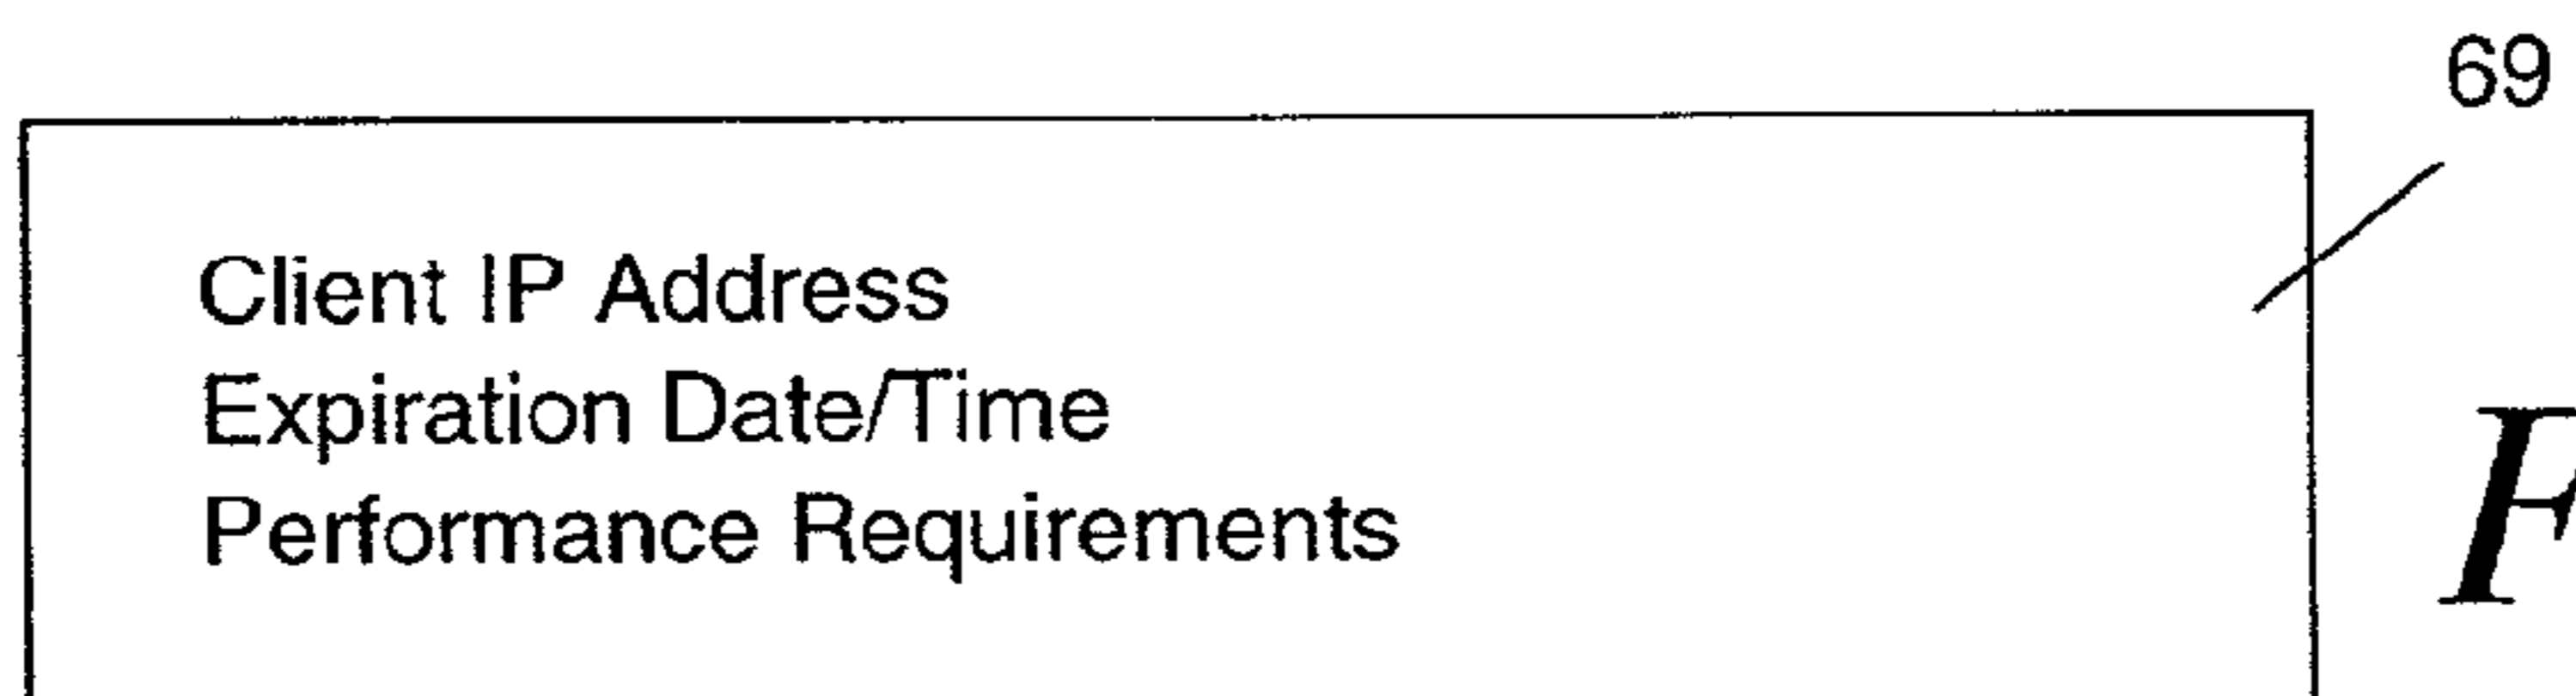 69
Client IP Address
Expiration Date/Time
Performance Requirements
F